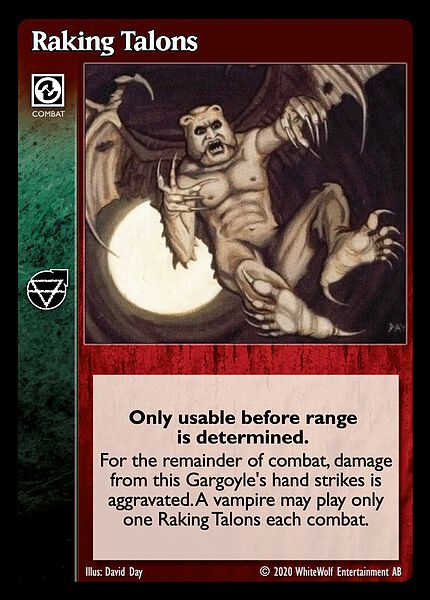 Raking Talons
COMBAT
DAY
Only usable before range
is determined.
For the remainder of combat, damage
from this Gargoyle's hand strikes is
aggravated. A vampire may play only
one Raking Talons each combat.
Illus: David Day
© 2020 WhiteWolf Entertainment AB